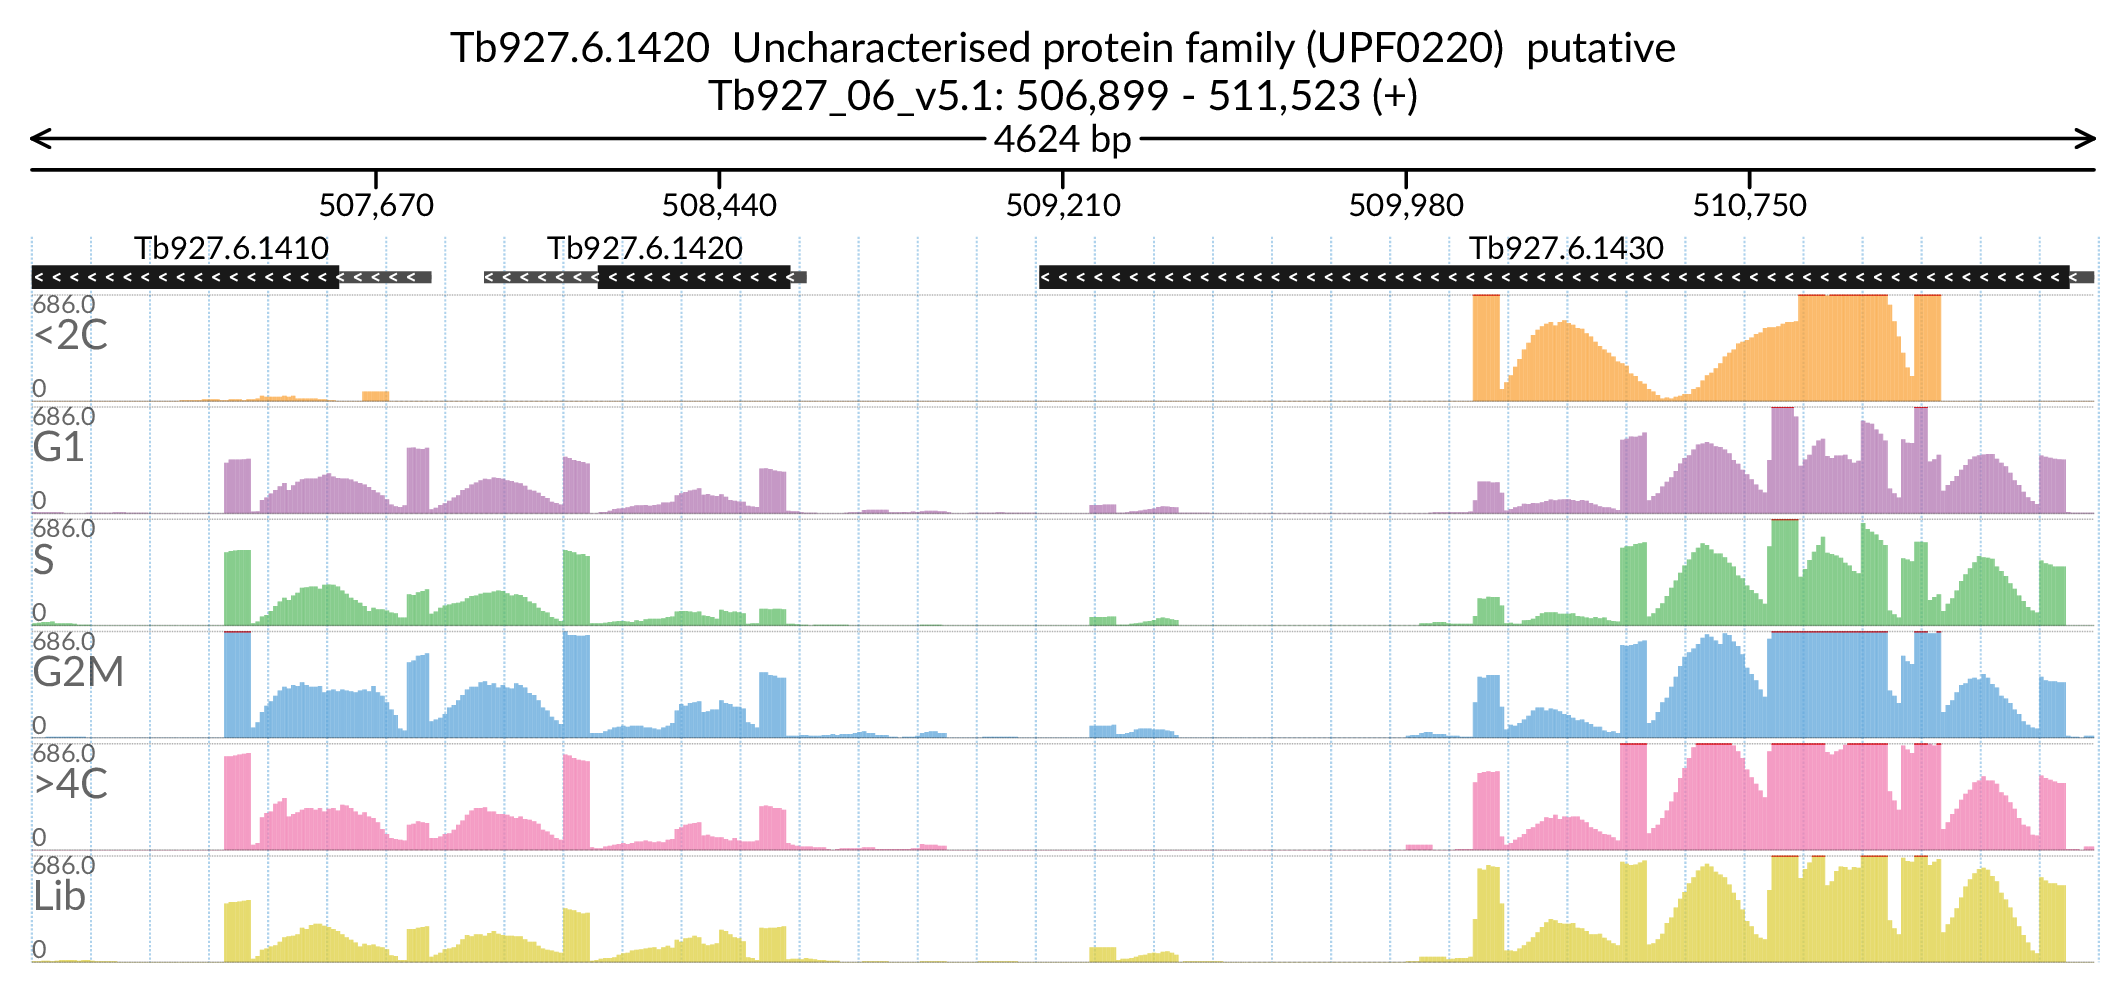 Tb927.6.1420  Uncharacterised protein family (UPF0220)  putative
Tb927_06_v5.1: 506,899 - 511,523 (+)
4624 bp
507,670 508,440 509,210 509,980 510,750
Tb927.6.1410 Tb927.6.1420 Tb927.6.1430
686.0
<2C
0
686.0
G1
0
686.0
S
0
686.0
G2M
0
686.0
>4C
0
686.0
Lib
0